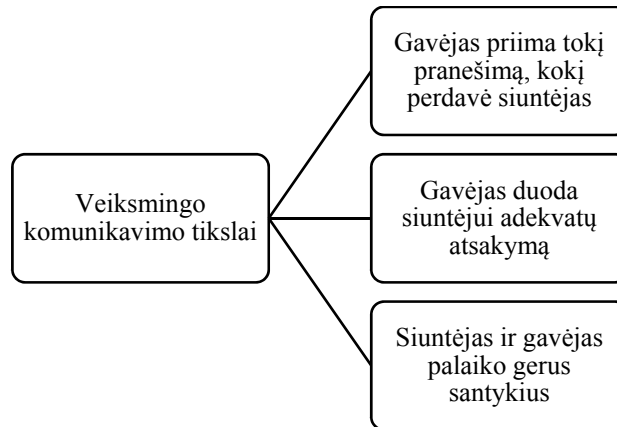 Gavėjas priima tokį
pranešimą, kokį
perdavė siuntėjas
Veiksmingo
komunikavimo tikslai
Gavėjas duoda
siuntėjui adekvatų
atsakymą
Siuntėjas ir gavėjas
palaiko gerus
santykius